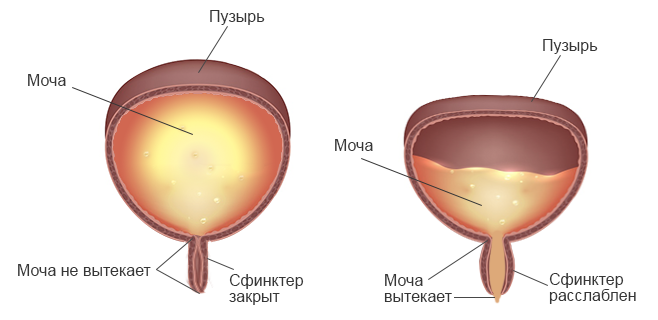 Пузырь
Моча
Моча не вытекает
Сфинктер
закрыт
Пузырь
Моча
Моча
вытекает
Сфинктер
расслаблен